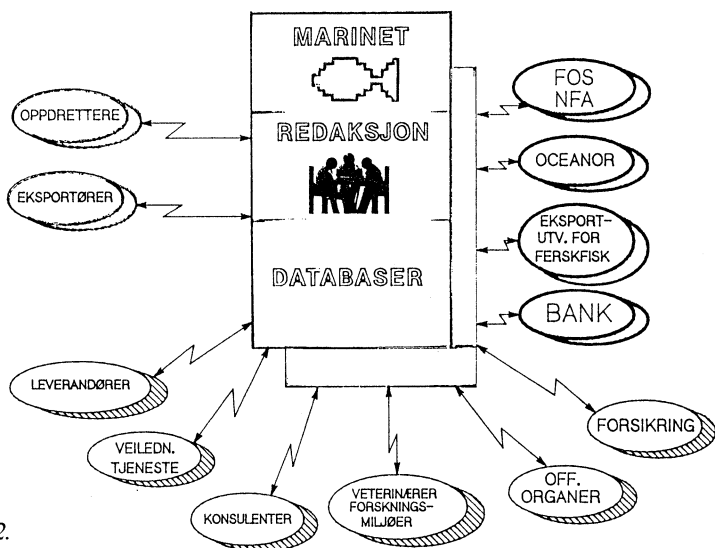 MARINET
REDAKSJON
DATABASER
OPPDRETTERE
EKSPORTØRER
FOS
NFA
OCEANOR
EKSPORT-
UTV. FOR
FERSKFISK
BANK
LEVERANDØRER
VEILEDN.
TJENESTE
KONSULENTER
VETERINÆRER
FORSKNINGS-
MILJØER
OFF.
ORGANER
FORSIKRING
2.